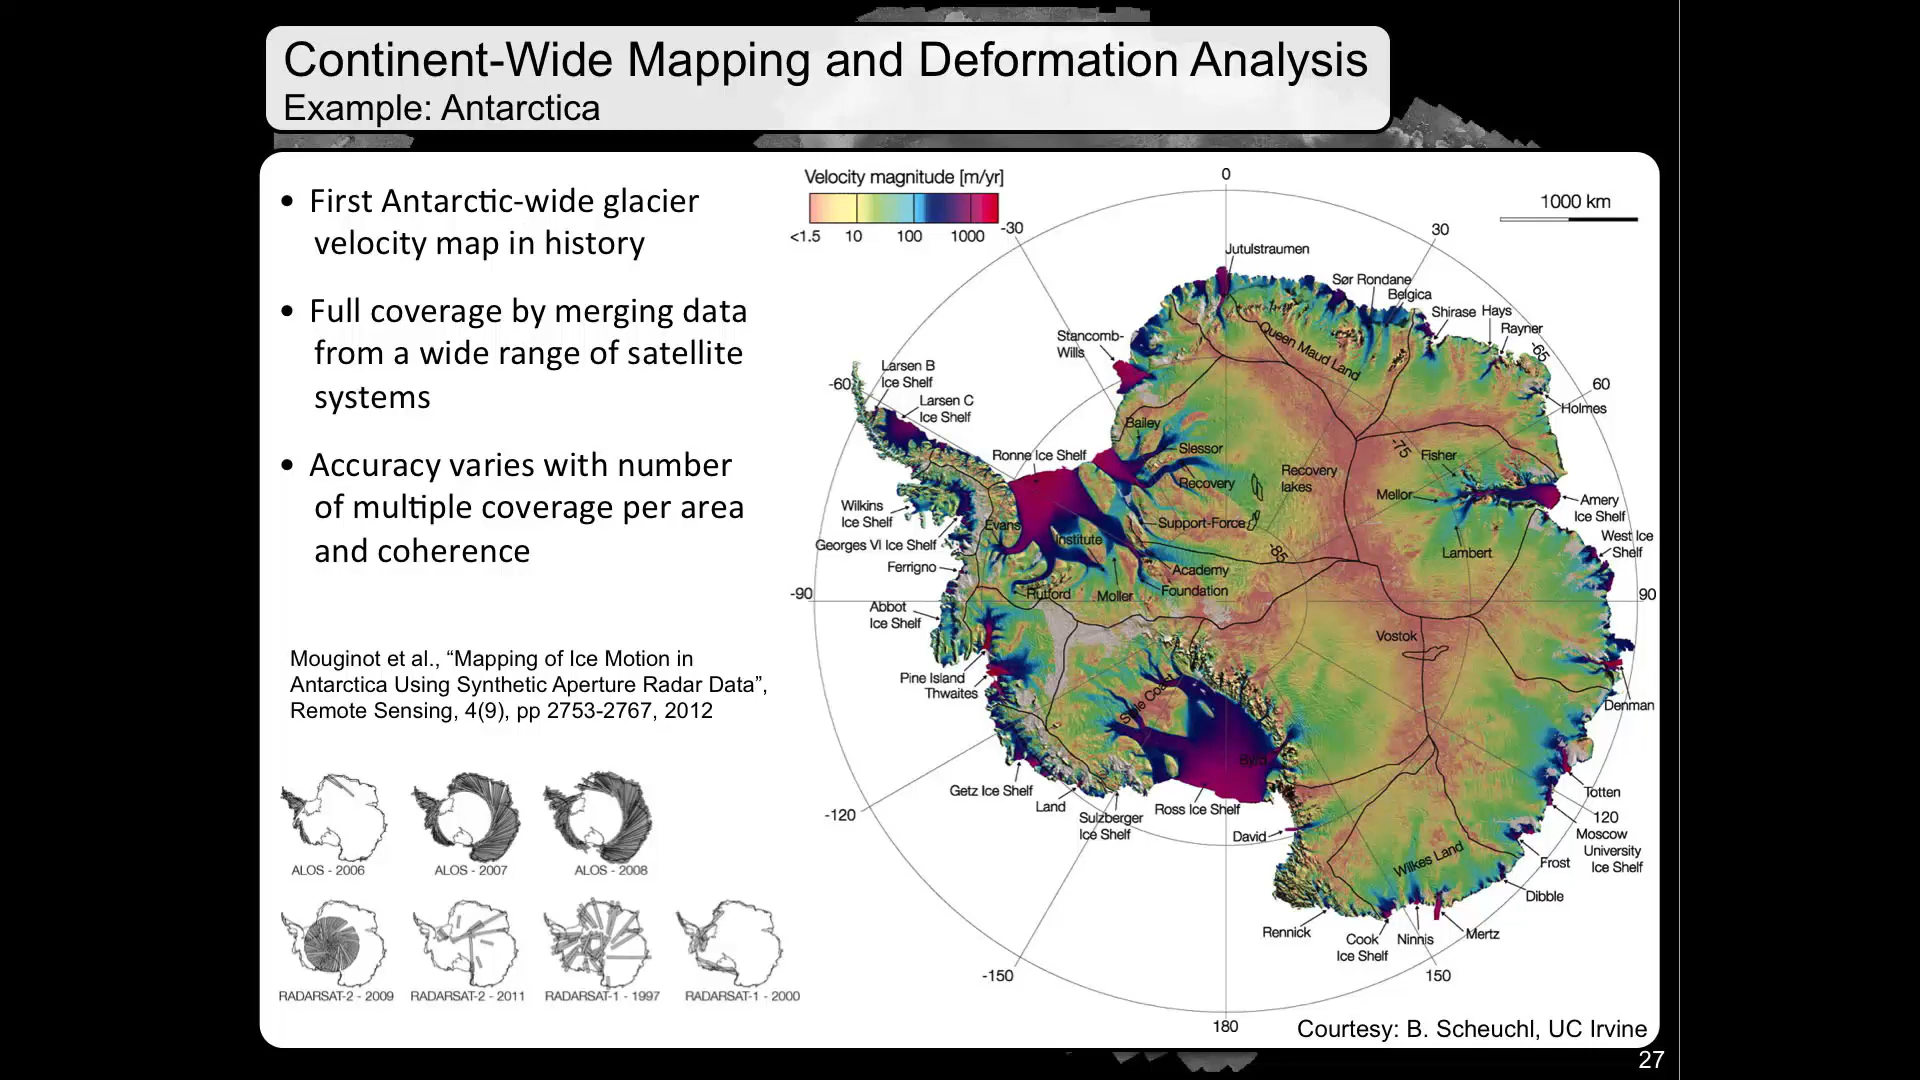 Continent-Wide Mapping and Deformation Analysis
Example: Antarctica
• First Antarctic-wide glacier
velocity map in history
• Full coverage by merging data
from a wide range of satellite
systems
• Accuracy varies with number
of multiple coverage per area
and coherence
Mouginot et al., “Mapping of Ice Motion in
Antarctica Using Synthetic Aperture Radar Data”,
Remote Sensing, 4(9), pp 2753-2767, 2012
ALOS - 2006
ALOS - 2007
ALOS - 2008
RADARSAT-2 - 2009
RADARSAT-2 - 2011
RADARSAT-1 - 1997
RADARSAT-1 - 2000
Velocity magnitude [m/yr]
<1.5 10 100 1000
1000 km
0
-30
30
Jutulstraumen
Sør Rondane
Belgica
Shirase
Hays
Rayner
-65
Stancomb-
Wills
Queen Maud Land
-60
60
Larsen B
Ice Shelf
Larsen C
Ice Shelf
Holmes
Bailey
Slessor
-75
Ronne Ice Shelf
Fisher
Recovery
Recovery
lakes
Mellor
Amery
Ice Shelf
Wilkins
Ice Shelf
Evans
Support-Force
West Ice
Shelf
Georges VI Ice Shelf
Institute
-85
Lambert
Ferrigno
Academy
Rutford
Moller
Foundation
-90
90
Abbot
Ice Shelf
Vostok
Pine Island
Thwaites
Siple Coast
Denman
Byrd
Getz Ice Shelf
Land
Sulzberger
Ice Shelf
Ross Ice Shelf
Totten
-120
120
David
Moscow
University
Ice Shelf
Wilkes Land
Frost
Dibble
Rennick
Cook
Ice Shelf
Ninnis
Mertz
-150
150
180
Courtesy: B. Scheuchl, UC Irvine
27